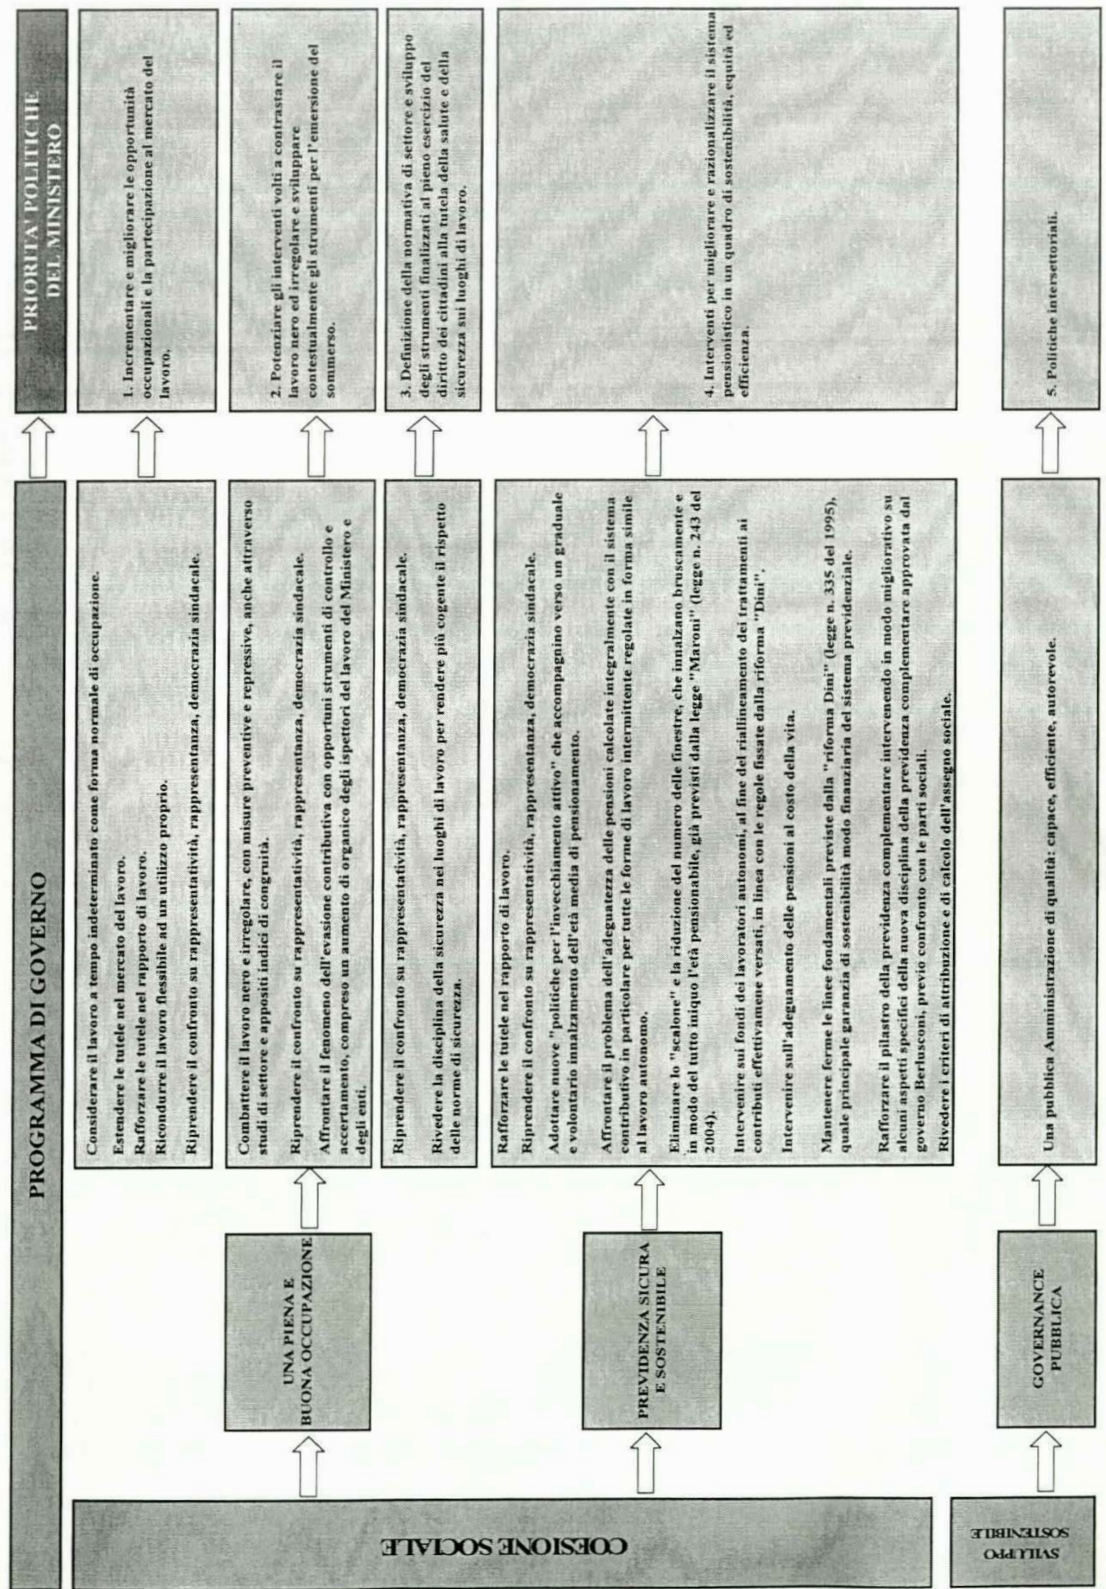 PROGRAMMA DI GOVERNO
PRIORITÀ POLITICHE
DEL MINISTERO
COESIONE SOCIALE
UNA PIENA E
BUONA OCCUPAZIONE
Considerare il lavoro a tempo indeterminato come forma normale di occupazione.
Estendere le tutele nel mercato del lavoro.
Rafforzare le tutele nel rapporto di lavoro.
Ricondurre il lavoro flessibile ad un utilizzo proprio.
Riprendere il confronto su rappresentatività, rappresentanza, democrazia sindacale.
1. Incrementare e migliorare le opportunità
occupazionali e la partecipazione al mercato del
lavoro.
Combattere il lavoro nero e irregolare, con misure preventive e repressive, anche attraverso
studi di settore e appositi indici di congruità.
Riprendere il confronto su rappresentatività, rappresentanza, democrazia sindacale.
Affrontare il fenomeno dell'evasione contributiva con opportuni strumenti di controllo e
accertamento, compreso un aumento di organico degli ispettori del lavoro del Ministero e
degli enti.
2. Potenziare gli interventi volti a contrastare il
lavoro nero ed irregolare e sviluppare
contestualmente gli strumenti per l'emersione del
sommerso.
Riprendere il confronto su rappresentatività, rappresentanza, democrazia sindacale.
Rivedere la disciplina della sicurezza nei luoghi di lavoro per rendere più cogente il rispetto
delle norme di sicurezza.
3. Definizione della normativa di settore e sviluppo
degli strumenti finalizzati al pieno esercizio del
diritto dei cittadini alla tutela della salute e della
sicurezza sui luoghi di lavoro.
PREVIDENZA SICURA
E SOSTENIBILE
Rafforzare le tutele nel rapporto di lavoro.
Riprendere il confronto su rappresentatività, rappresentanza, democrazia sindacale.
Adottare nuove "politiche per l'invecchiamento attivo" che accompagnino verso un graduale
e volontario innalzamento dell'età media di pensionamento.
Affrontare il problema dell'adeguatezza delle pensioni calcolate integralmente con il sistema
contributivo in particolare per tutte le forme di lavoro intermittente regolate in forma simile
al lavoro autonomo.
Eliminare lo "scalone" e la riduzione del numero delle finestre, che innalzano bruscamente e
in modo del tutto iniquo l'età pensionabile, già previsti dalla legge "Maroni" (legge n. 243 del
2004).
Intervenire sui fondi dei lavoratori autonomi, al fine del riallineamento dei trattamenti ai
contributi effettivamente versati, in linea con le regole fissate dalla riforma "Dini".
Intervenire sull'adeguamento delle pensioni al costo della vita.
Mantenere ferme le linee fondamentali previste dalla "riforma Dini" (legge n. 335 del 1995),
quale principale garanzia di sostenibilità modo finanziaria del sistema previdenziale.
Rafforzare il pilastro della previdenza complementare intervenendo in modo migliorativo su
alcuni aspetti specifici della nuova disciplina della previdenza complementare approvata dal
governo Berlusconi, previo confronto con le parti sociali.
Rivedere i criteri di attribuzione e di calcolo dell'assegno sociale.
4. Interventi per migliorare e razionalizzare il sistema
pensionistico in un quadro di sostenibilità, equità ed
efficienza.
SVILUPPO
SOSTENIBILE
GOVERNANCE
PUBBLICA
Una pubblica Amministrazione di qualità: capace, efficiente, autorevole.
5. Politiche intersettoriali.